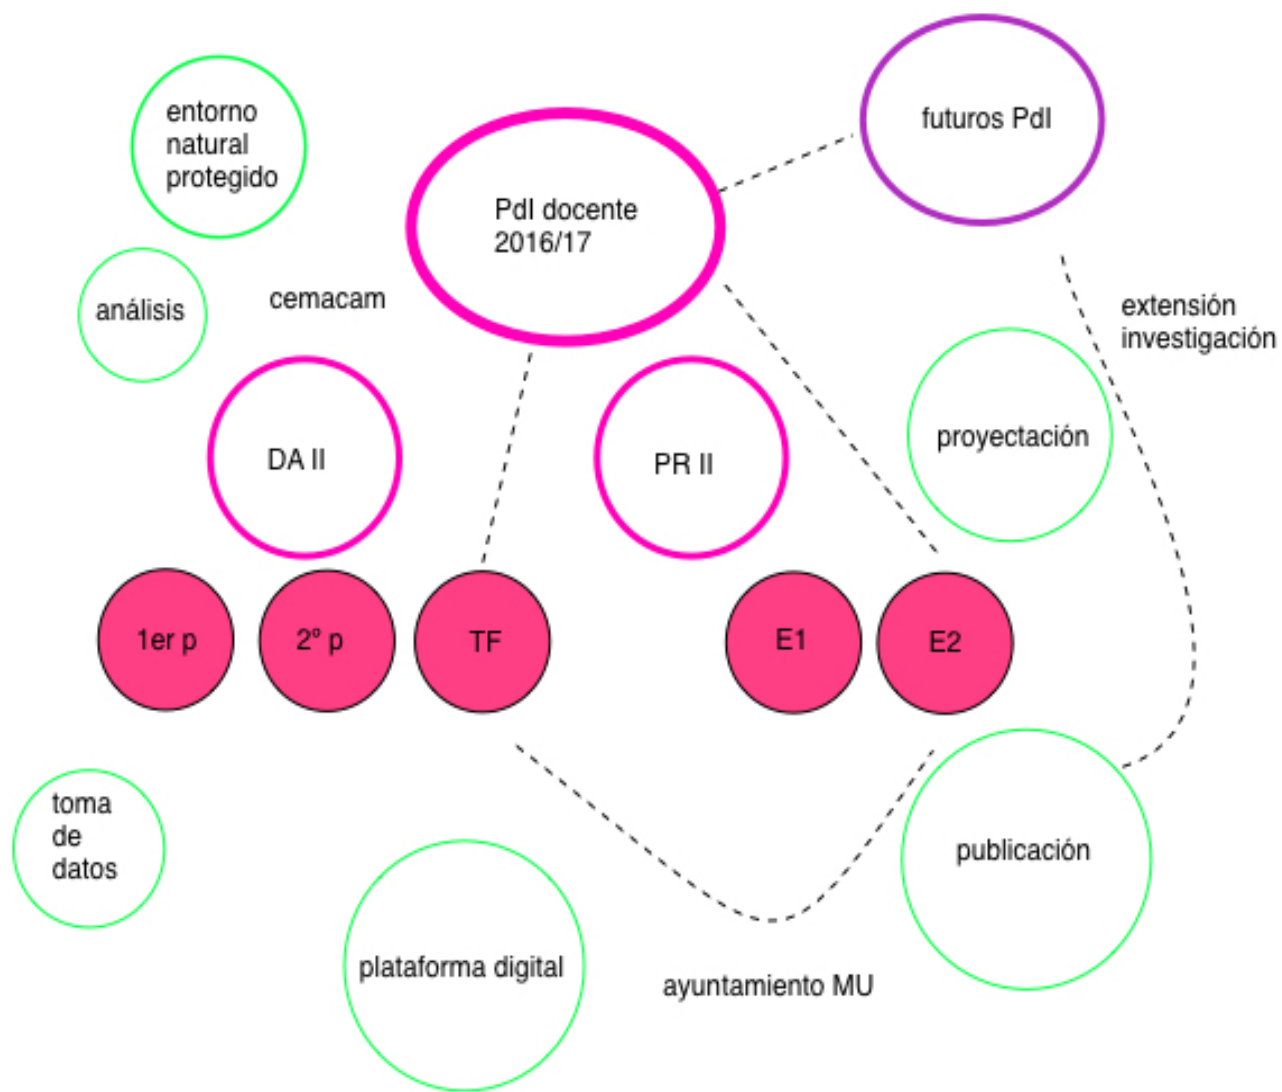 entorno
natural
protegido
futuros PdI
PdI docente
2016/17
análisis
cemacam
extensión
investigación
DA II
PR II
proyectación
1er p
2º p
TF
E1
E2
toma
de
datos
publicación
plataforma digital
ayuntamiento MU